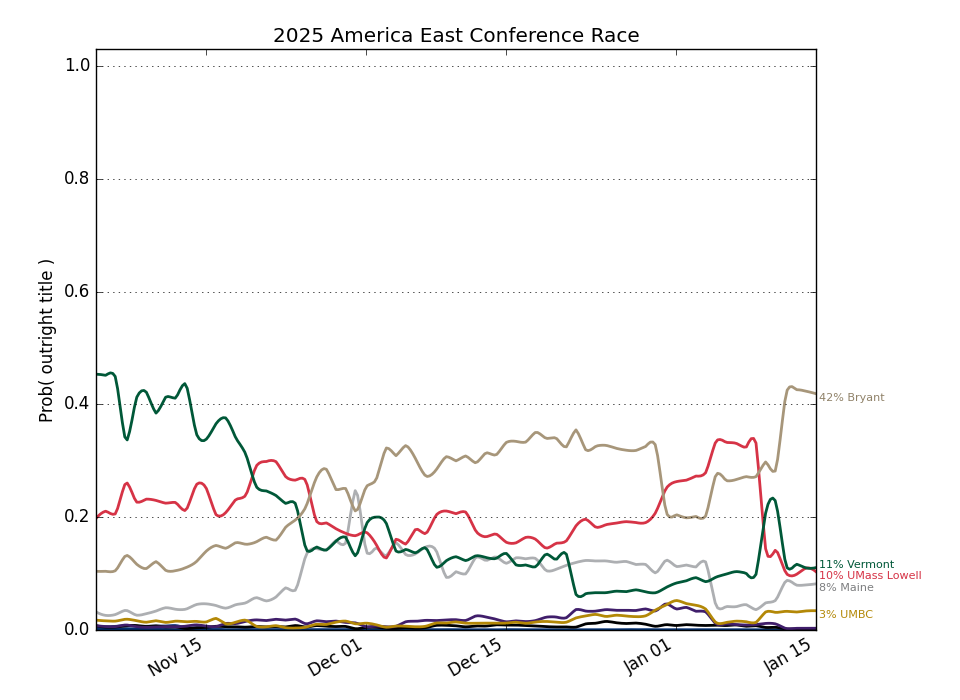 2025 America East Conference Race
Prob( outright title )
1.0
0.8
0.6
0.4
0.2
0.0
Nov 15
Dec 01
Dec 15
Jan 01
Jan 15
42% Bryant
11% Vermont
10% UMass Lowell
8% Maine
3% UMBC